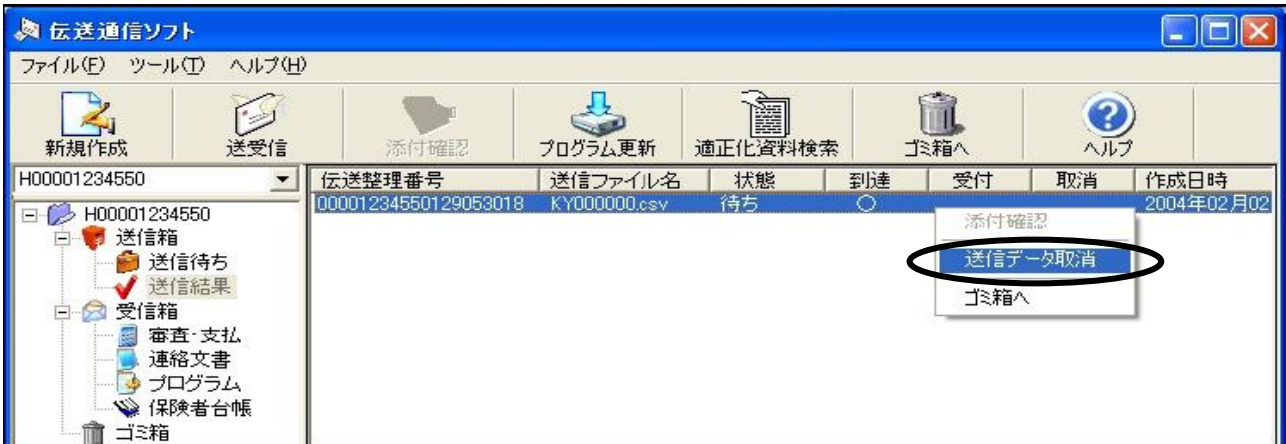 伝送通信ソフト
ファイル(F) ツール(T) ヘルプ(H)
新規作成 送受信 添付確認 プログラム更新 適正化資料検索 ゴミ箱へ ヘルプ
H00001234550
伝送整理番号 送信ファイル名 状態 到達 受付 取消 作成日時
00001234550129053018 KY000000.csv 待ち ○ 2004年02月02
H00001234550
送信箱
送信待ち
送信結果
受信箱
審査・支払
連絡文書
プログラム
保険者台帳
ゴミ箱
添付確認
送信データ取消
ゴミ箱へ